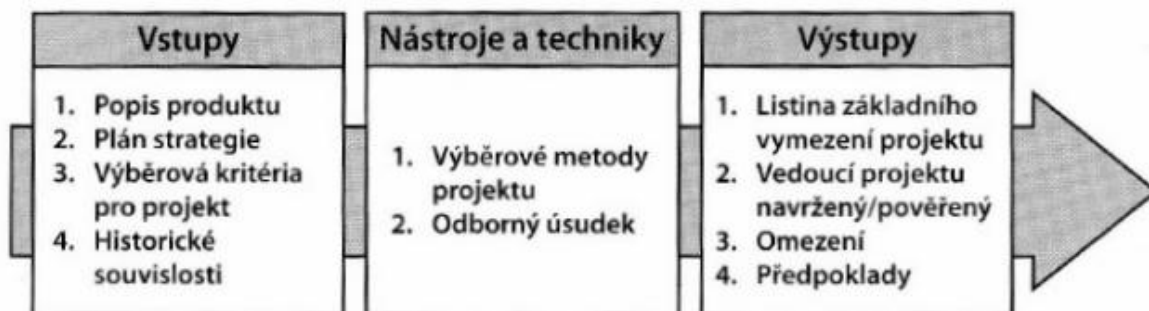 Vstupy
1. Popis produktu
2. Plán strategie
3. Výběrová kritéria
pro projekt
4. Historické
souvislosti
Nástroje a techniky
1. Výběrové metody
projektu
2. Odborný úsudek
Výstupy
1. Listina základního
vymezení projektu
2. Vedoucí projektu
navržený/pověřený
3. Omezení
4. Předpoklady